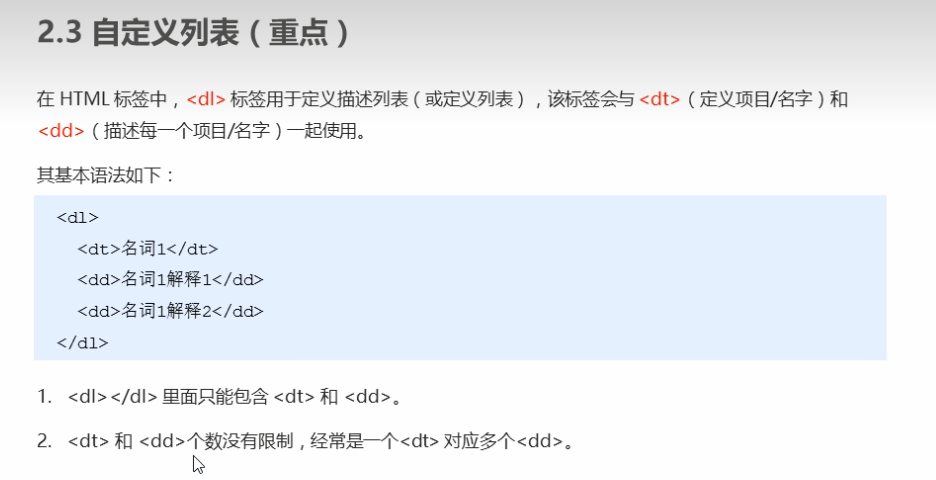 2.3 自定义列表（重点）
在 HTML 标签中，<dl> 标签用于定义描述列表（或定义列表），该标签会与 <dt>（定义项目/名字）和
<dd>（描述每一个项目/名字）一起使用。
其基本语法如下：
<dl>
<dt>名词1</dt>
<dd>名词1解释1</dd>
<dd>名词1解释2</dd>
</dl>
1. <dl></dl> 里面只能包含 <dt> 和 <dd>。
2. <dt> 和 <dd>个数没有限制，经常是一个<dt> 对应多个<dd>。